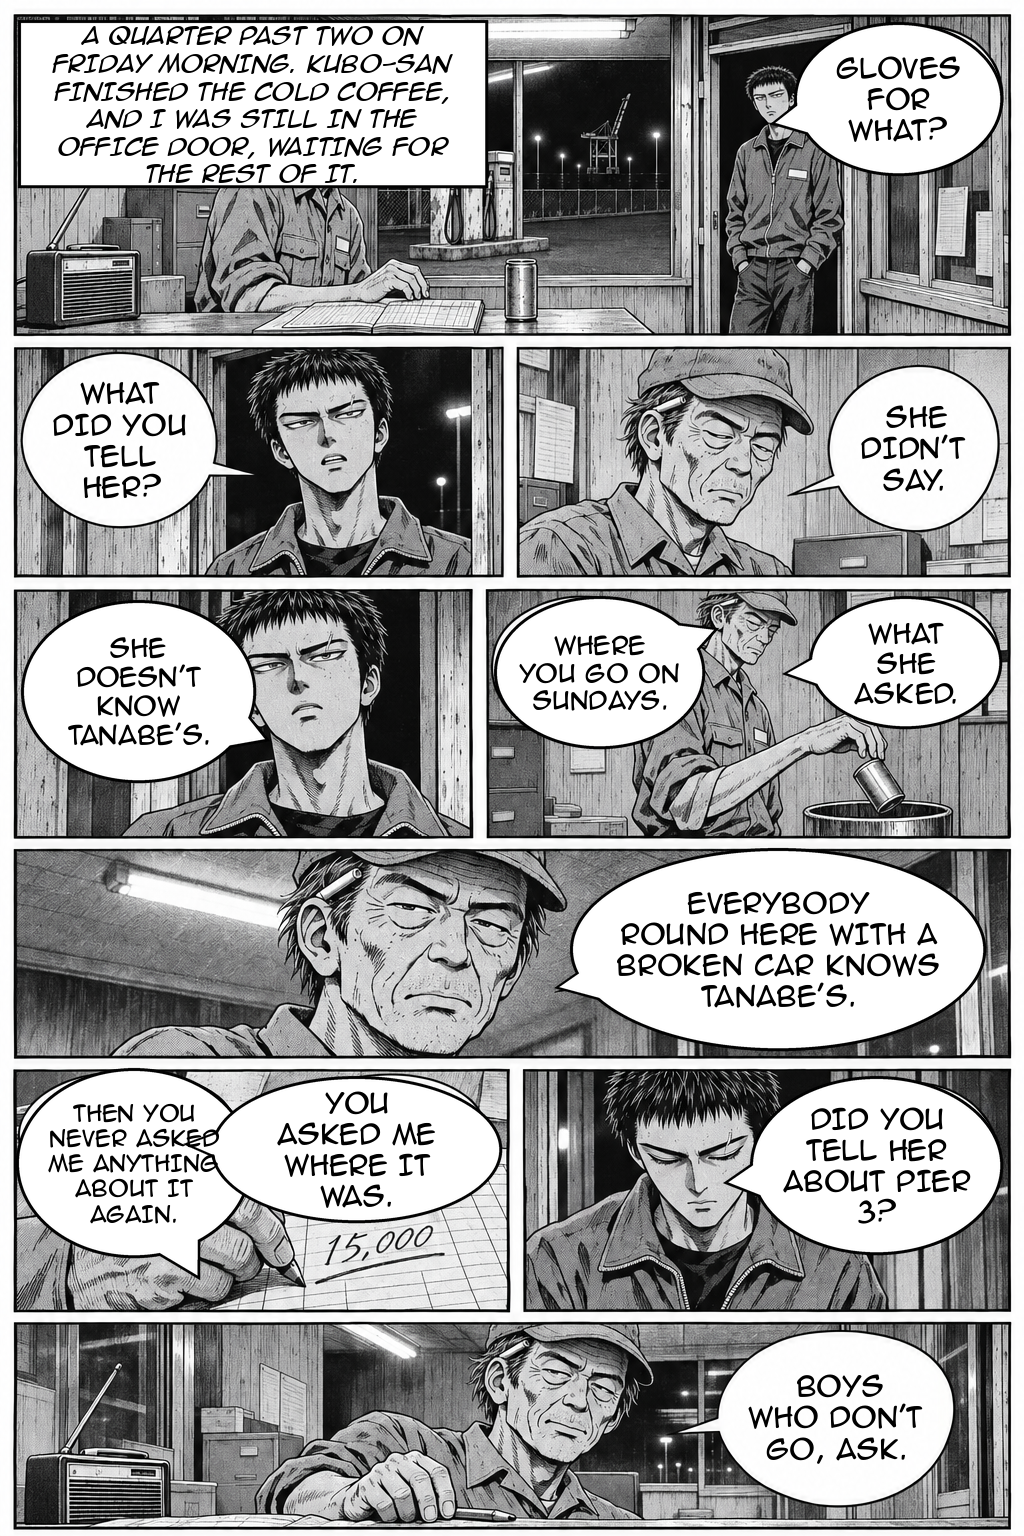 A QUARTER PAST TWO ON
FRIDAY MORNING. KUBO-SAN
FINISHED THE COLD COFFEE,
AND I WAS STILL IN THE
OFFICE DOOR, WAITING FOR
THE REST OF IT.
GLOVES
FOR
WHAT?
SHE
DIDN'T
SAY.
WHAT
DID YOU
TELL
HER?
WHAT
SHE
ASKED.
WHERE
YOU GO ON
SUNDAYS.
SHE
DOESN'T
KNOW
TANABE'S.
EVERYBODY
ROUND HERE WITH A
BROKEN CAR KNOWS
TANABE'S.
DID YOU
TELL HER
ABOUT PIER
3?
YOU
ASKED ME
WHERE IT
WAS.
THEN YOU
NEVER ASKED
ME ANYTHING
ABOUT IT
AGAIN.
15,000
BOYS
WHO DON'T
GO, ASK.